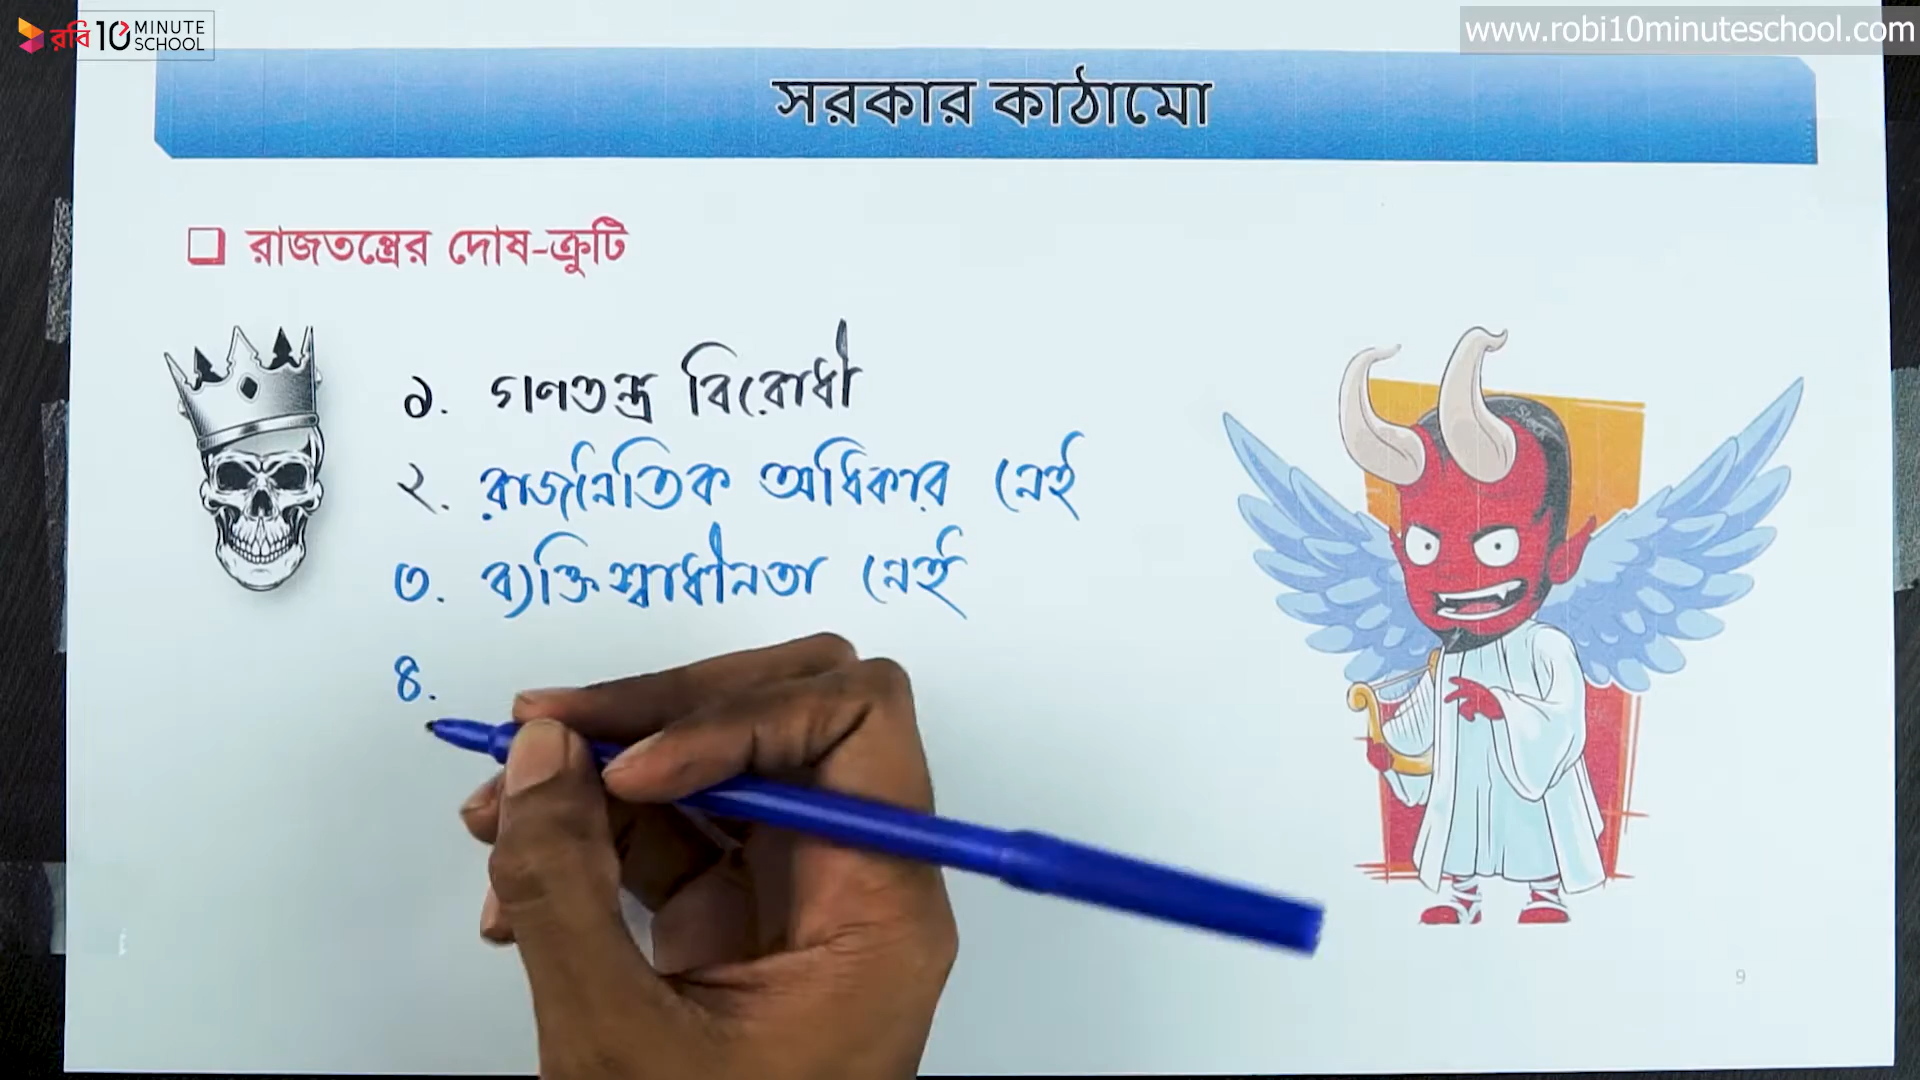 রবি 10 MINUTE SCHOOL
www.robi10minuteschool.com
সরকার কাঠামো
রাজতন্ত্রের দোষ-ত্রুটি
১. গণতন্ত্র বিরোধী
২. রাজনিতিক অধিকার নেই
৩. ব্যক্তিস্বাধীনতা নেই
৪.
9